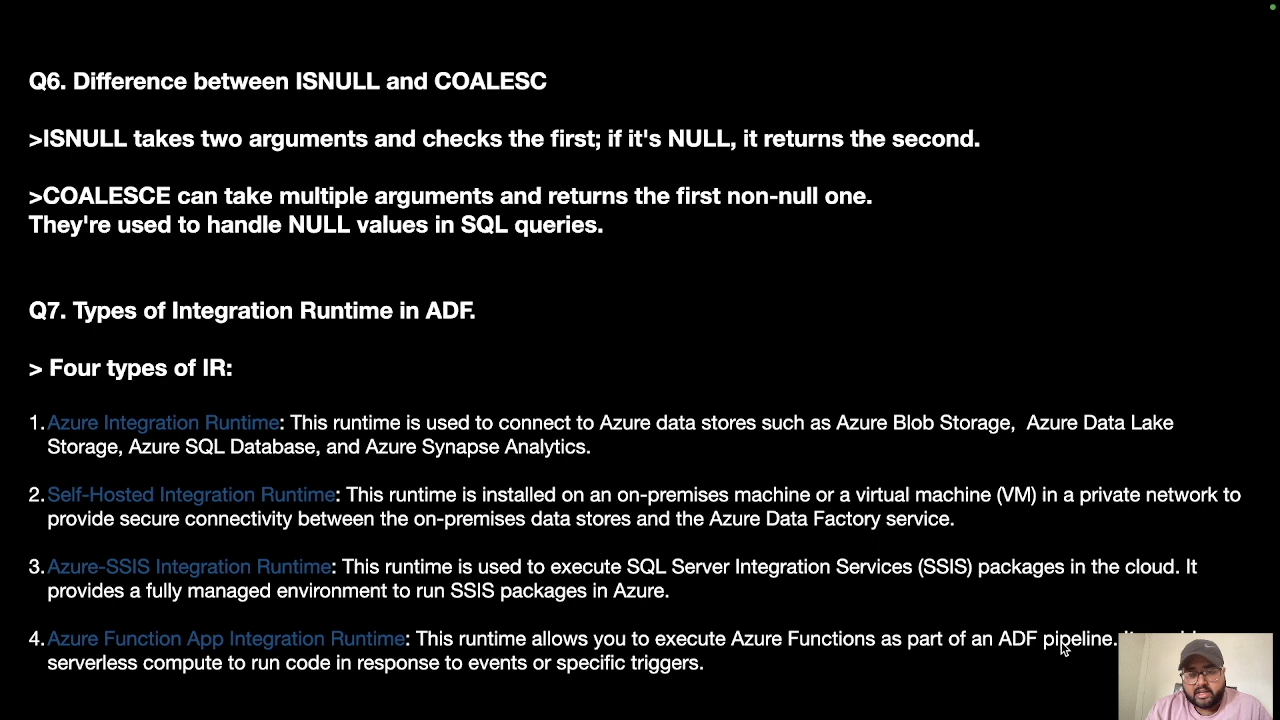 Q6. Difference between ISNULL and COALESC
>ISNULL takes two arguments and checks the first; if it's NULL, it returns the second.
>COALESCE can take multiple arguments and returns the first non-null one.
They're used to handle NULL values in SQL queries.
Q7. Types of Integration Runtime in ADF.
> Four types of IR:
1. Azure Integration Runtime: This runtime is used to connect to Azure data stores such as Azure Blob Storage,  Azure Data Lake
Storage, Azure SQL Database, and Azure Synapse Analytics.
2. Self-Hosted Integration Runtime: This runtime is installed on an on-premises machine or a virtual machine (VM) in a private network to
provide secure connectivity between the on-premises data stores and the Azure Data Factory service.
3. Azure-SSIS Integration Runtime: This runtime is used to execute SQL Server Integration Services (SSIS) packages in the cloud. It
provides a fully managed environment to run SSIS packages in Azure.
4. Azure Function App Integration Runtime: This runtime allows you to execute Azure Functions as part of an ADF pipeline.
serverless compute to run code in response to events or specific triggers.